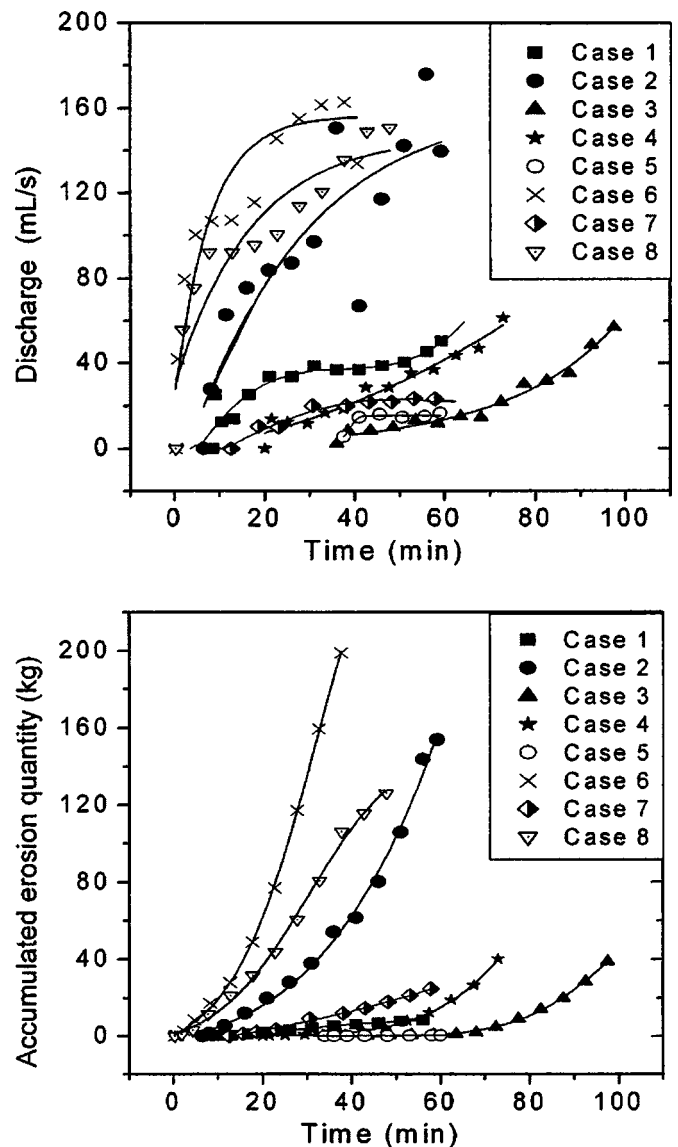 200
160
120
80
40
0
Discharge (mL/s)
Case 1
Case 2
Case 3
Case 4
Case 5
Case 6
Case 7
Case 8
0 20 40 60 80 100
Time (min)
200
160
120
80
40
0
Accumulated erosion quantity (kg)
Case 1
Case 2
Case 3
Case 4
Case 5
Case 6
Case 7
Case 8
0 20 40 60 80 100
Time (min)